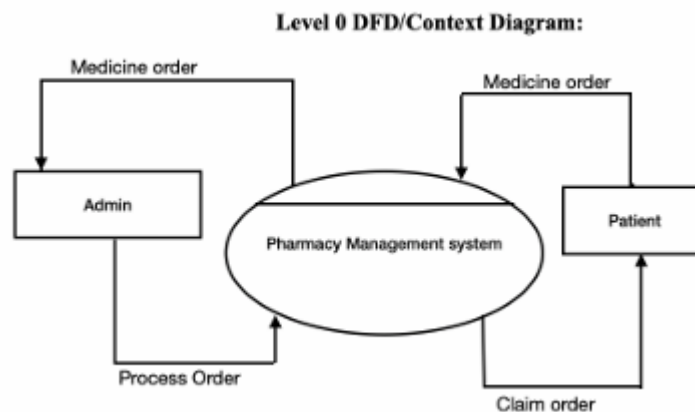 Level 0 DFD/Context Diagram:
Medicine order
Medicine order
Admin
Pharmacy Management system
Patient
Process Order
Claim order